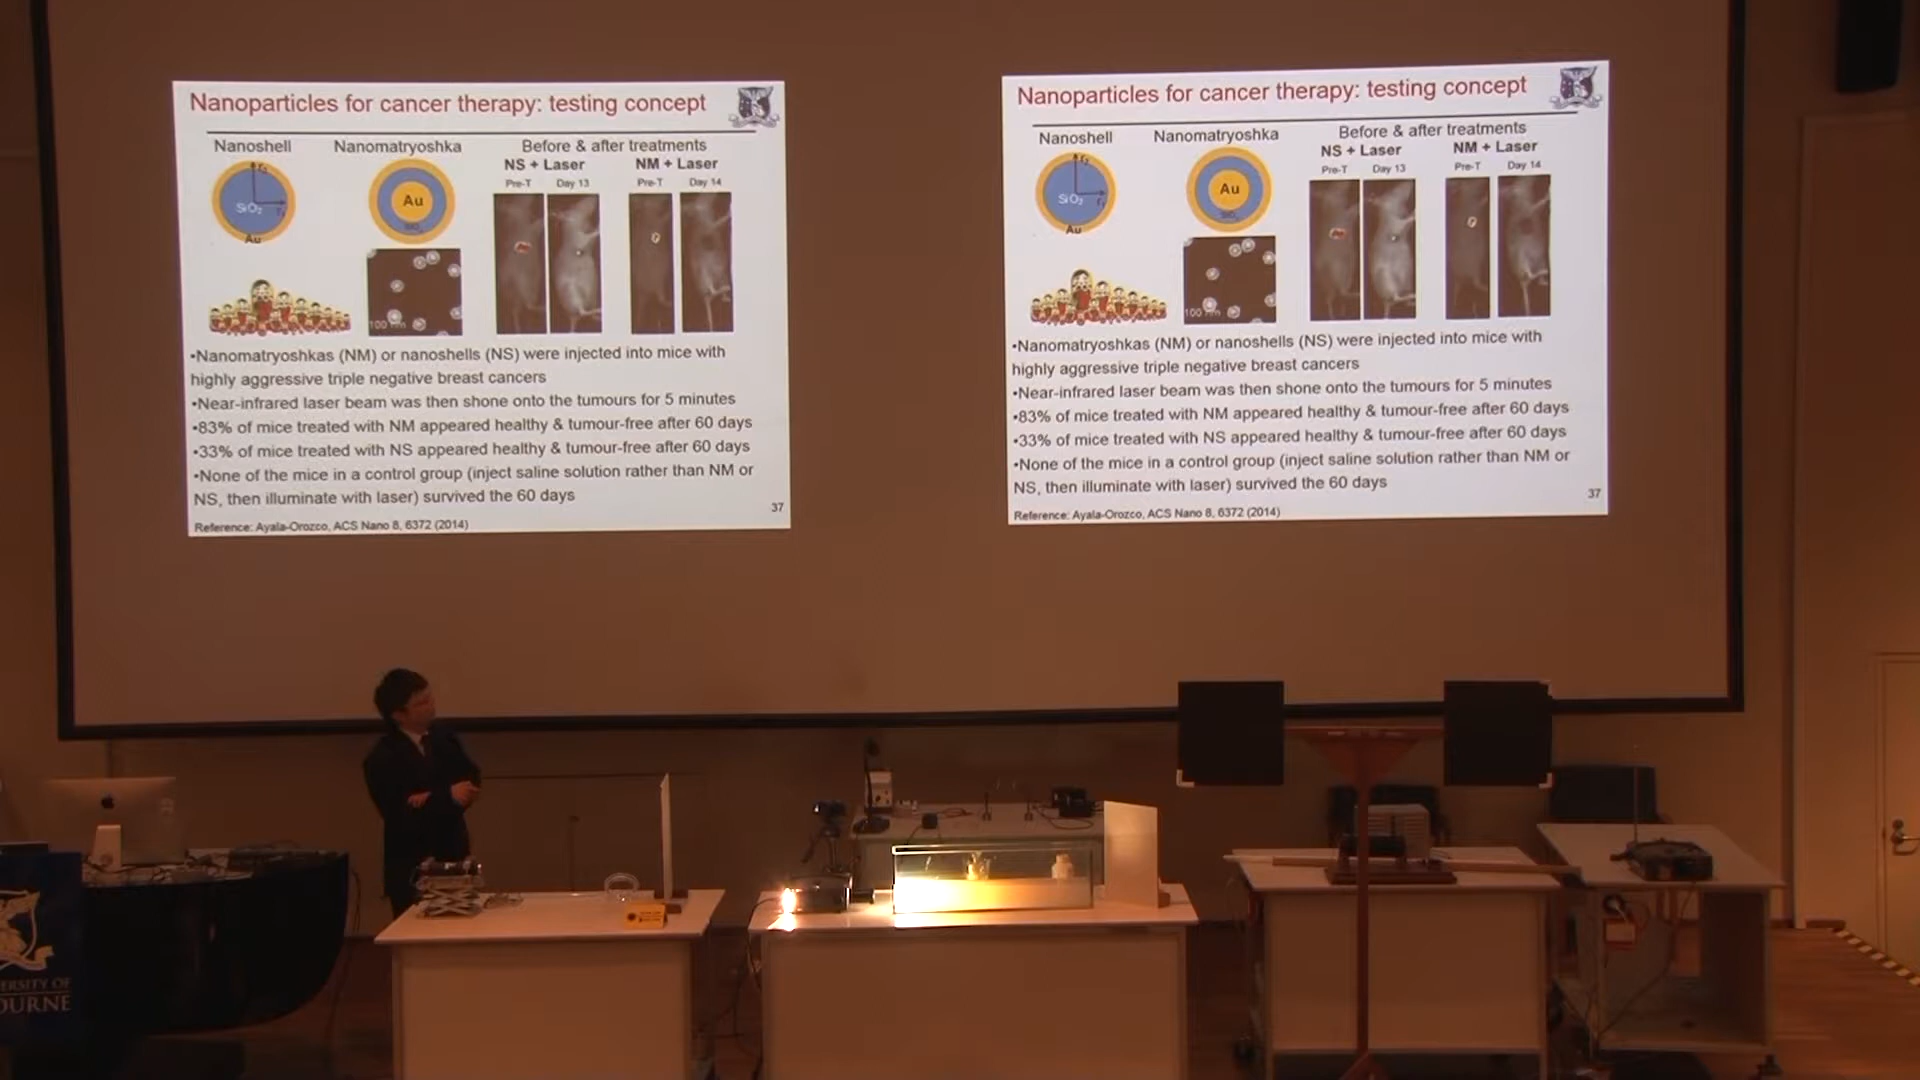 Nanoparticles for cancer therapy: testing concept
Nanoshell
Nanomatryoshka
Before & after treatments
NS + Laser
NM + Laser
Pre-T
Day 13
Pre-T
Day 14
SiO2
Au
Au
100 nm
•Nanomatryoshkas (NM) or nanoshells (NS) were injected into mice with
highly aggressive triple negative breast cancers
•Near-infrared laser beam was then shone onto the tumours for 5 minutes
•83% of mice treated with NM appeared healthy & tumour-free after 60 days
•33% of mice treated with NS appeared healthy & tumour-free after 60 days
•None of the mice in a control group (inject saline solution rather than NM or
NS, then illuminate with laser) survived the 60 days
37
Reference: Ayala-Orozco, ACS Nano 8, 6372 (2014)
Nanoparticles for cancer therapy: testing concept
Nanoshell
Nanomatryoshka
Before & after treatments
NS + Laser
NM + Laser
Pre-T
Day 13
Pre-T
Day 14
SiO2
Au
Au
100 nm
•Nanomatryoshkas (NM) or nanoshells (NS) were injected into mice with
highly aggressive triple negative breast cancers
•Near-infrared laser beam was then shone onto the tumours for 5 minutes
•83% of mice treated with NM appeared healthy & tumour-free after 60 days
•33% of mice treated with NS appeared healthy & tumour-free after 60 days
•None of the mice in a control group (inject saline solution rather than NM or
NS, then illuminate with laser) survived the 60 days
37
Reference: Ayala-Orozco, ACS Nano 8, 6372 (2014)
ERSITY OF
OURNE